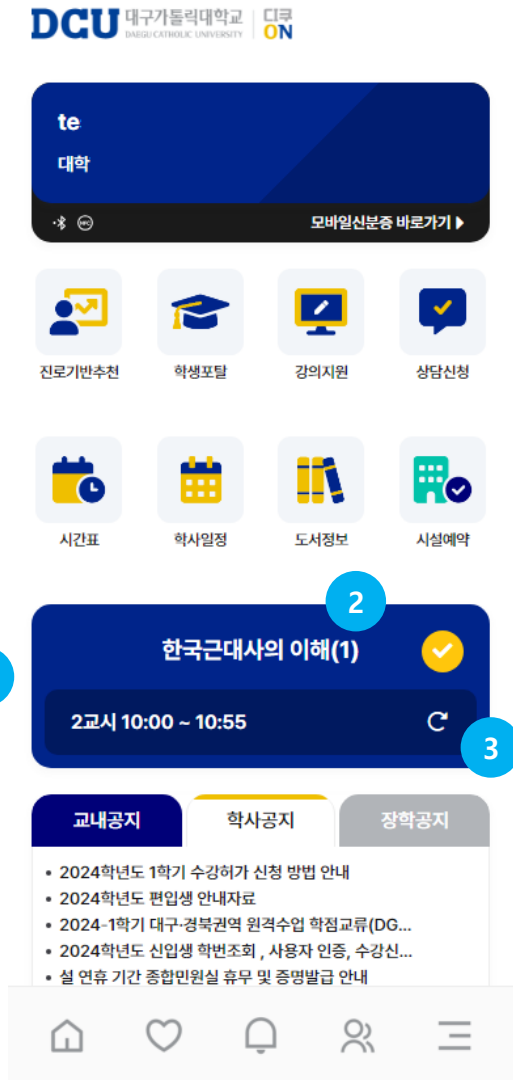 DCU 대구가톨릭대학교 디쿠
DAEGU CATHOLIC UNIVERSITY ON
te
대학
NFC 모바일신분증 바로가기
진로기반추천 학생포탈 강의지원 상담신청
시간표 학사일정 도서정보 시설예약
2
한국근대사의 이해(1)
2교시 10:00 ~ 10:55
3
교내공지 학사공지 장학공지
• 2024학년도 1학기 수강허가 신청 방법 안내
• 2024학년도 편입생 안내자료
• 2024-1학기 대구·경북권역 원격수업 학점교류(DG...
• 2024학년도 신입생 학번조회 , 사용자 인증, 수강신...
• 설 연휴 기간 종합민원실 휴무 및 증명발급 안내